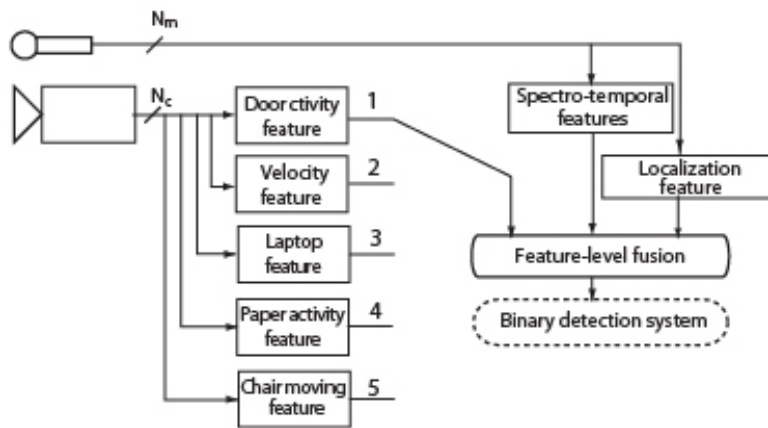 Nm
Nc
Door ctivity
feature
1
Velocity
feature
2
Laptop
feature
3
Paper activity
feature
4
Chair moving
feature
5
Spectro-temporal
features
Localization
feature
Feature-level fusion
Binary detection system